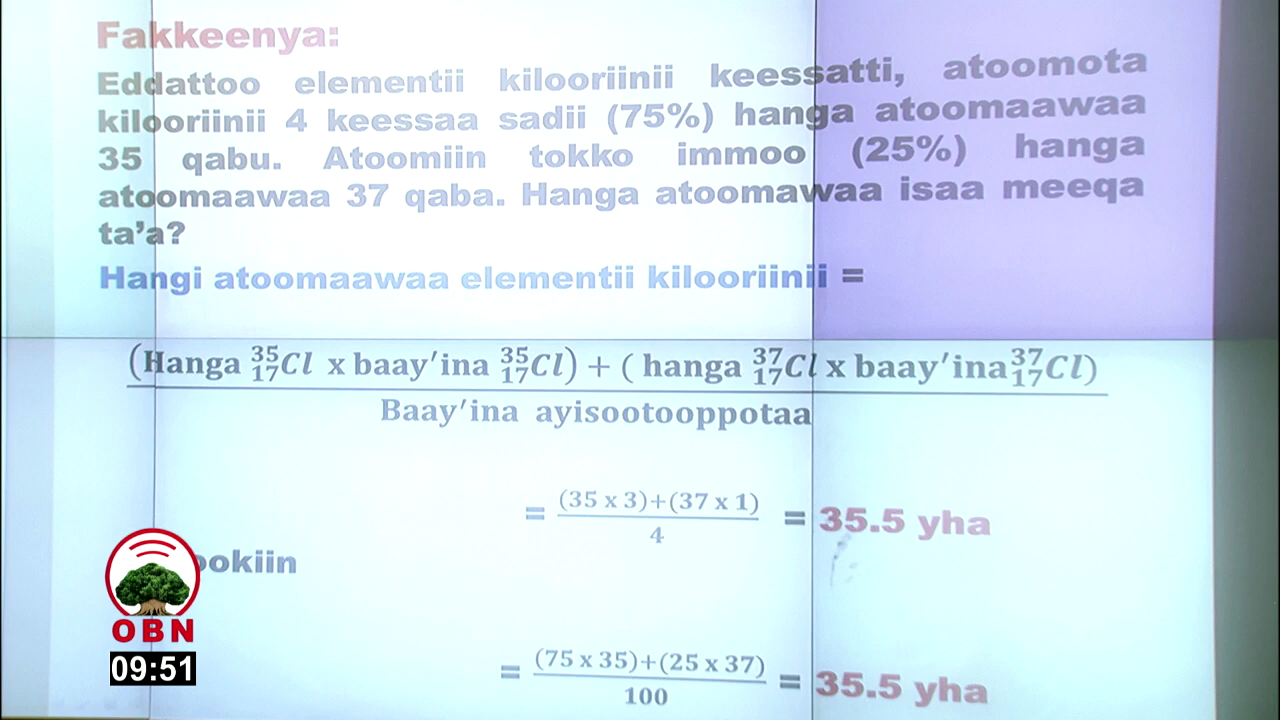 Fakkeenya:
Eddattoo elementii kilooriinii keessatti, atoomota
kilooriinii 4 keessaa sadii (75%) hanga atoomaawaa
35 qabu. Atoomiin tokko immoo (25%) hanga
atoomaawaa 37 qaba. Hanga atoomawaa isaa meeqa
ta’a?
Hangi atoomaawaa elementii kilooriinii =
(Hanga ³⁵₁₇Cl x baay′ina ³⁵₁₇Cl) + ( hanga ³⁷₁₇Cl x baay′ina³⁷₁₇Cl)
Baay′ina ayisootooppotaa
= (35 x 3)+(37 x 1) / 4 = 35.5 yha
= (75 x 35)+(25 x 37) / 100 = 35.5 yha
OBN
09:51